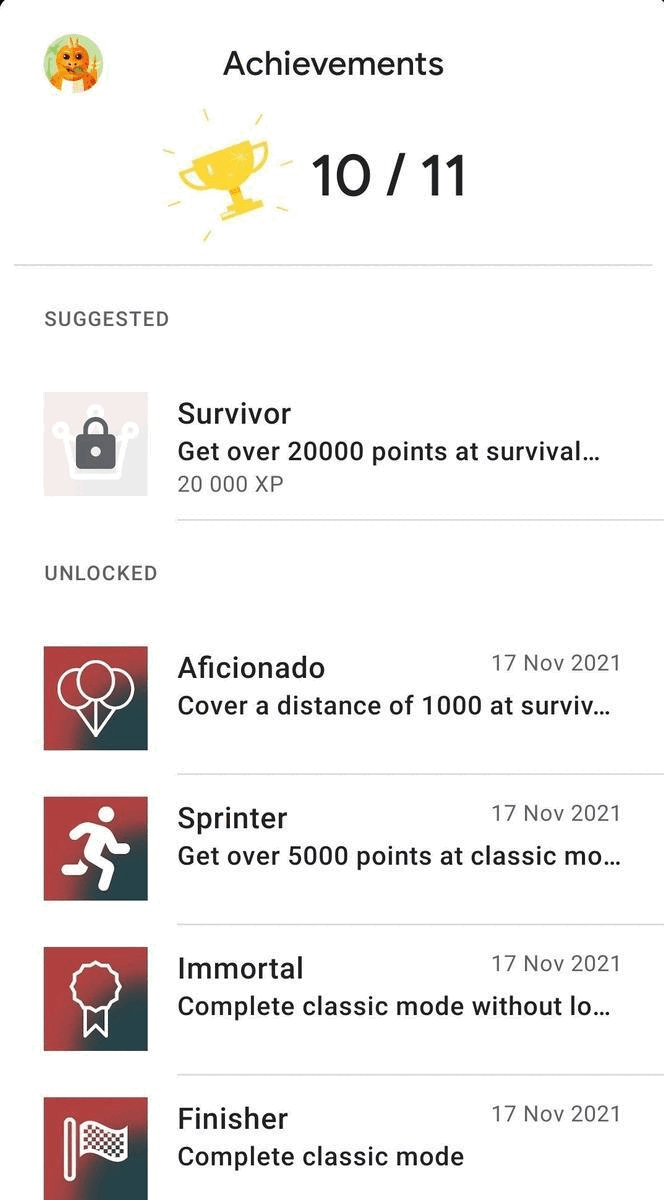 Achievements
10 / 11
SUGGESTED
Survivor
Get over 20000 points at survival...
20 000 XP
UNLOCKED
Aficionado
17 Nov 2021
Cover a distance of 1000 at surviv...
Sprinter
17 Nov 2021
Get over 5000 points at classic mo...
Immortal
17 Nov 2021
Complete classic mode without lo...
Finisher
17 Nov 2021
Complete classic mode